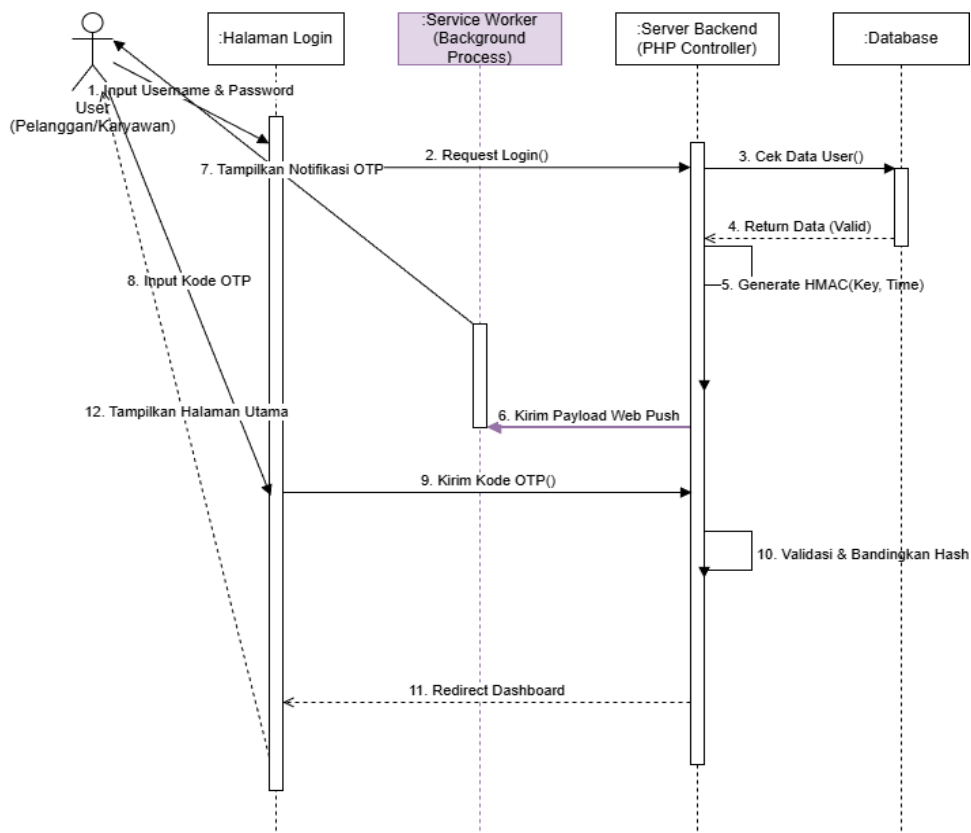 :Halaman Login
:Service Worker
(Background
Process)
:Server Backend
(PHP Controller)
:Database
User
(Pelanggan/Karyawan)
1. Input Username & Password
2. Request Login()
3. Cek Data User()
4. Return Data (Valid)
5. Generate HMAC(Key, Time)
6. Kirim Payload Web Push
7. Tampilkan Notifikasi OTP
8. Input Kode OTP
9. Kirim Kode OTP()
10. Validasi & Bandingkan Hash
11. Redirect Dashboard
12. Tampilkan Halaman Utama